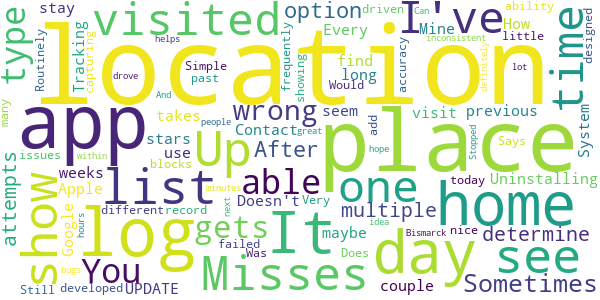 stay
option
I've
driven
ability
Can
visited
Every
Mine
How
designed
Routinely
Tracking
capturing
helps
frequently
showing
find
little
inconsistent
type
location
time
accuracy
drove
Simple
past
long
Would
definitely
many
And
people
wrong
seem
add
visit
previous
lot
System
app
takes
Contact
great
hope
Stopped
Says
place
attempts
show
issues
within
Up
stars
After
use
blocks
Uninstalling
weeks
list
able
one
home
Apple
Doesn't
Very
today
Google
hours
log
different
record
minutes
multiple
maybe
idea
Bismarck
nice
determine
gets
It
next
day
see
bugs
failed
Was
Does
Still
developed
You
UPDATE
Misses
couple
Sometimes